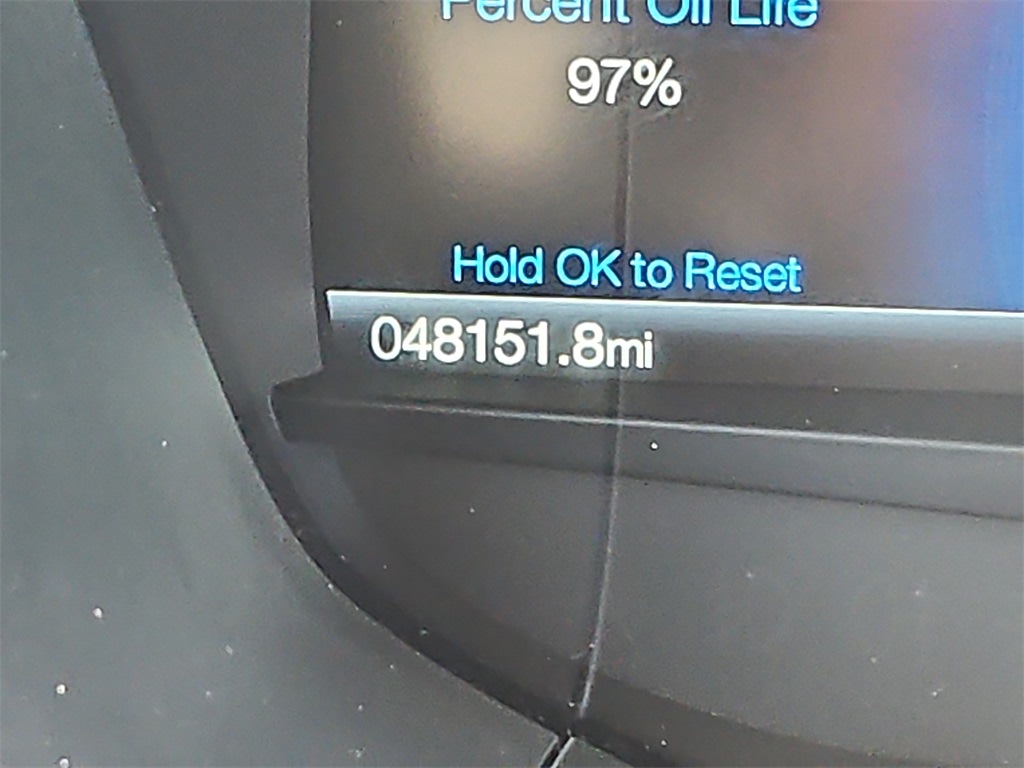 Percent Oil Life
97%
Hold OK to Reset
048151.8mi